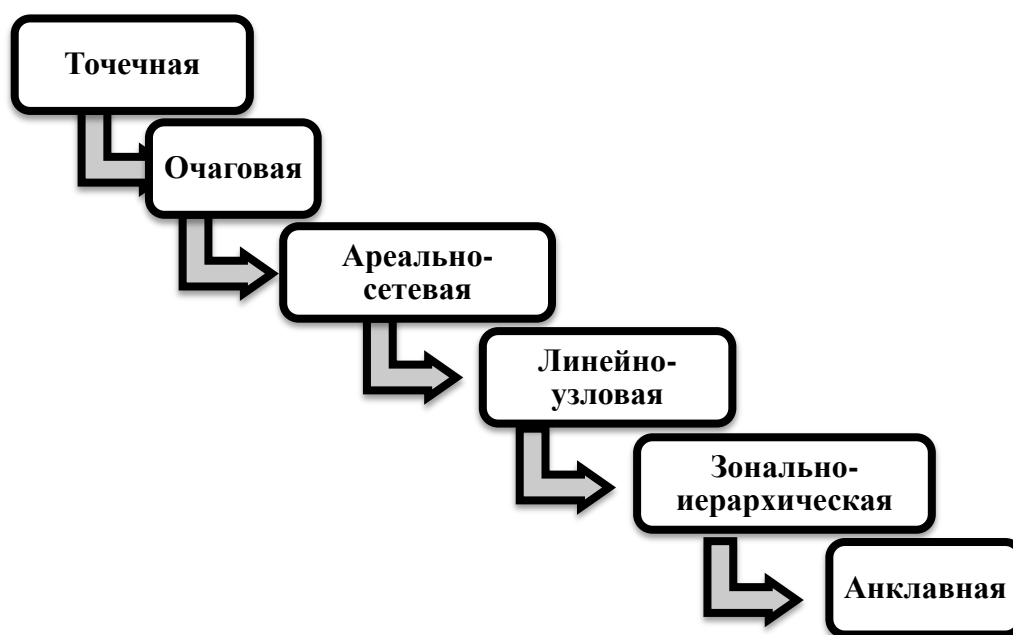 Точечная
Очаговая
Ареально-
сетевая
Линейно-
узловая
Зонально-
иерархическая
Анклавная